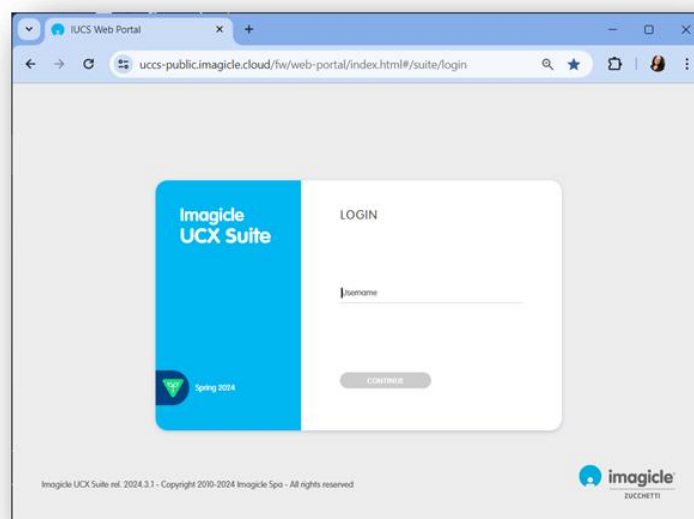 IUCS Web Portal
uccs-public.imagicle.cloud/fw/web-portal/index.html#/suite/login
Imagicle
UCX Suite
LOGIN
Username
Spring 2024
CONTINUE
Imagicle UCX Suite rel. 2024.3.1 - Copyright 2010-2024 Imagicle Spa - All rights reserved
imagicle
ZUCCHETTI